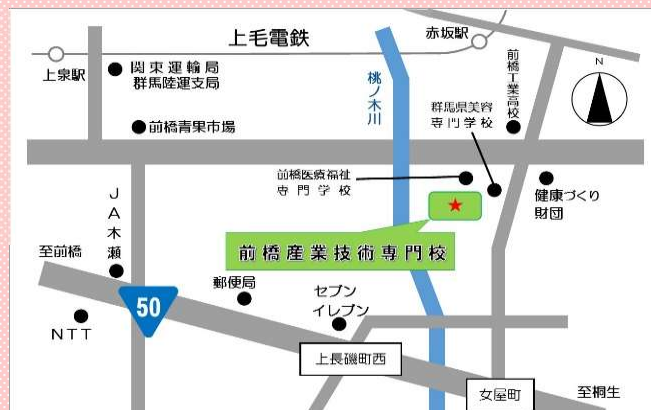 上毛電鉄
赤坂駅
上泉駅
関東運輸局
群馬陸運支局
前橋工業高校
N
桃ノ木川
群馬県美容
専門学校
前橋青果市場
前橋医療福祉
専門学校
健康づくり
財団
JA木瀬
前橋産業技術専門校
至前橋
郵便局
セブン
イレブン
50
NTT
上長磯町西
女屋町
至桐生